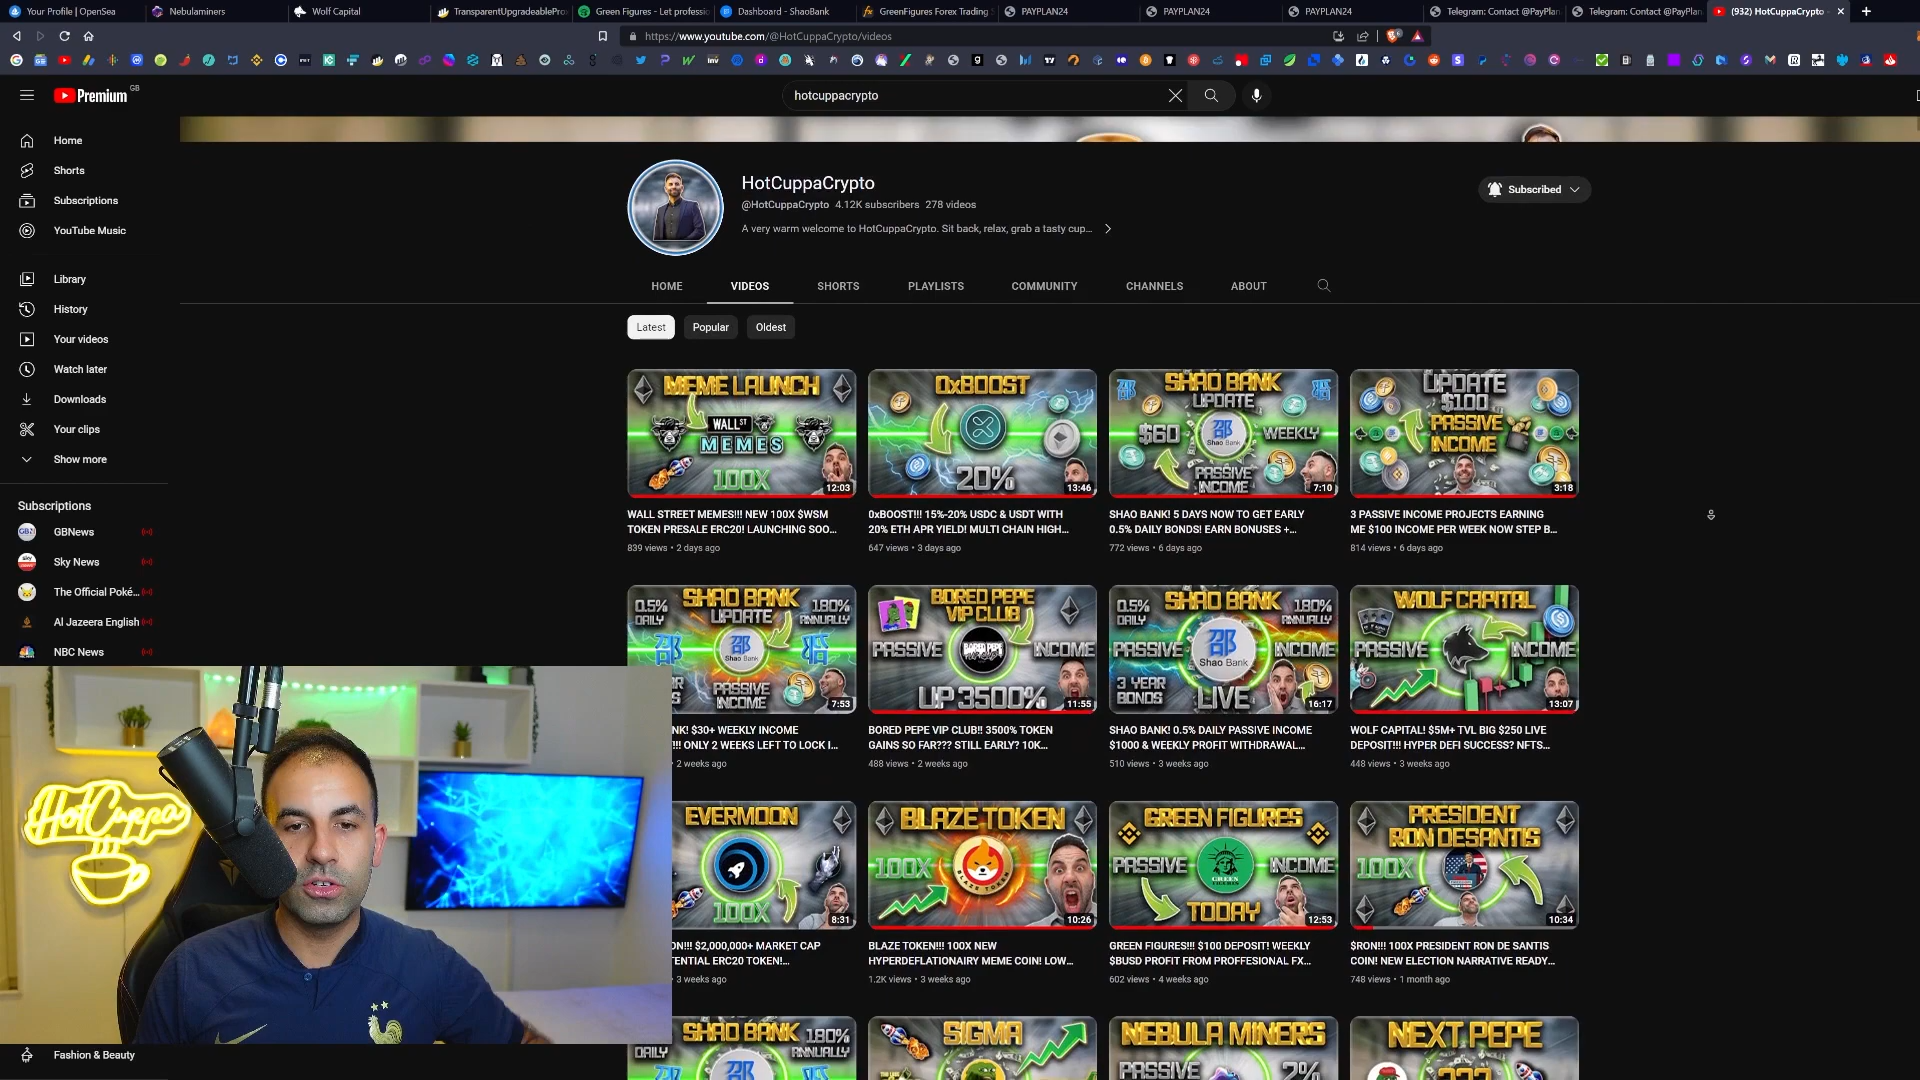 Your Profile | OpenSea
Nebulaminers
Wolf Capital
TransparentUpgradeablePro
Green Figures - Let professio
Dashboard - ShaoBank
GreenFigures Forex Trading
PAYPLAN24
PAYPLAN24
PAYPLAN24
Telegram: Contact @PayPlan
Telegram: Contact @PayPlan
(932) HotCuppaCrypto
https://www.youtube.com/@HotCuppaCrypto/videos
Premium GB
hotcuppacrypto
Home
Shorts
Subscriptions
YouTube Music
Library
History
Your videos
Watch later
Downloads
Your clips
Show more
Subscriptions
GBNews
Sky News
The Official Poké...
Al Jazeera English
NBC News
Fashion & Beauty
HotCuppaCrypto
@HotCuppaCrypto 4.12K subscribers 278 videos
A very warm welcome to HotCuppaCrypto. Sit back, relax, grab a tasty cup...
Subscribed
HOME
VIDEOS
SHORTS
PLAYLISTS
COMMUNITY
CHANNELS
ABOUT
Latest
Popular
Oldest
MEME LAUNCH
WALL ST
MEMES
100X
12:03
WALL STREET MEMES!!! NEW 100X $WSM
TOKEN PRESALE ERC20! LAUNCHING SOO...
839 views • 2 days ago
0xBOOST
20%
13:46
0xBOOST!!! 15%-20% USDC & USDT WITH
20% ETH APR YIELD! MULTI CHAIN HIGH...
647 views • 3 days ago
SHAO BANK
UPDATE
$60 WEEKLY
Shao Bank
PASSIVE
INCOME
7:10
SHAO BANK! 5 DAYS NOW TO GET EARLY
0.5% DAILY BONDS! EARN BONUSES +...
772 views • 6 days ago
UPDATE
$100
PASSIVE
INCOME
3:18
3 PASSIVE INCOME PROJECTS EARNING
ME $100 INCOME PER WEEK NOW STEP B...
814 views • 6 days ago
0.5%
DAILY
SHAO BANK
UPDATE
180%
ANNUALLY
Shao Bank
PASSIVE
INCOME
7:53
NK! $30+ WEEKLY INCOME
!!! ONLY 2 WEEKS LEFT TO LOCK I...
2 weeks ago
BORED PEPE
VIP CLUB
PASSIVE INCOME
BORED PEPE
UP 3500%
11:55
BORED PEPE VIP CLUB!! 3500% TOKEN
GAINS SO FAR??? STILL EARLY? 10K...
488 views • 2 weeks ago
0.5%
DAILY
SHAO BANK
180%
ANNUALLY
PASSIVE INCOME
Shao Bank
3 YEAR
BONDS
LIVE
16:17
SHAO BANK! 0.5% DAILY PASSIVE INCOME
$1000 & WEEKLY PROFIT WITHDRAWAL...
510 views • 3 weeks ago
WOLF CAPITAL
PASSIVE INCOME
13:07
WOLF CAPITAL! $5M+ TVL BIG $250 LIVE
DEPOSIT!!! HYPER DEFI SUCCESS? NFTS...
448 views • 3 weeks ago
EVERMOON
100X
8:31
ON!!! $2,000,000+ MARKET CAP
TENTIAL ERC20 TOKEN!...
3 weeks ago
BLAZE TOKEN
100X
BLAZE TOKEN
10:26
BLAZE TOKEN!!! 100X NEW
HYPERDEFLATIONAIRY MEME COIN! LOW...
1.2K views • 3 weeks ago
GREEN FIGURES
PASSIVE INCOME
GREEN
FIGURES
TODAY
12:53
GREEN FIGURES!!! $100 DEPOSIT! WEEKLY
$BUSD PROFIT FROM PROFFESIONAL FX...
602 views • 4 weeks ago
PRESIDENT
RON DESANTIS
100X
10:34
$RON!!! 100X PRESIDENT RON DE SANTIS
COIN! NEW ELECTION NARRATIVE READY...
748 views • 1 month ago
DAILY
SHAO BANK
180%
ANNUALLY
SIGMA
NEBULA MINERS
PASSIVE 2%
NEXT PEPE
HotCuppa